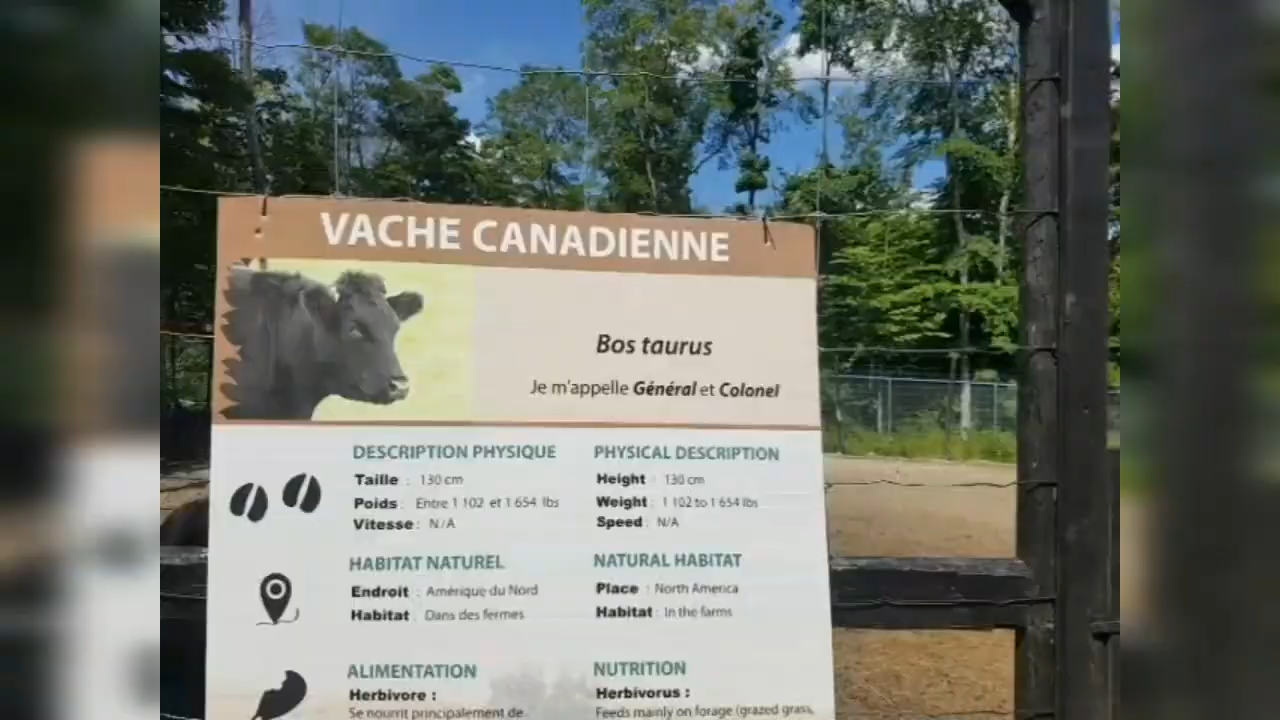 VACHE CANADIENNE
Bos taurus
Je m'appelle Général et Colonel
DESCRIPTION PHYSIQUE
Taille : 130 cm
Poids : Entre 1 102 et 1 654 lbs
Vitesse : N/A
PHYSICAL DESCRIPTION
Height : 130 cm
Weight : 1 102 to 1 654 lbs
Speed : N/A
HABITAT NATUREL
Endroit : Amérique du Nord
Habitat : Dans des fermes
NATURAL HABITAT
Place : North America
Habitat : In the farms
ALIMENTATION
Herbivore :
Se nourrit principalement de
NUTRITION
Herbivorus :
Feeds mainly on forage (grazed grass,